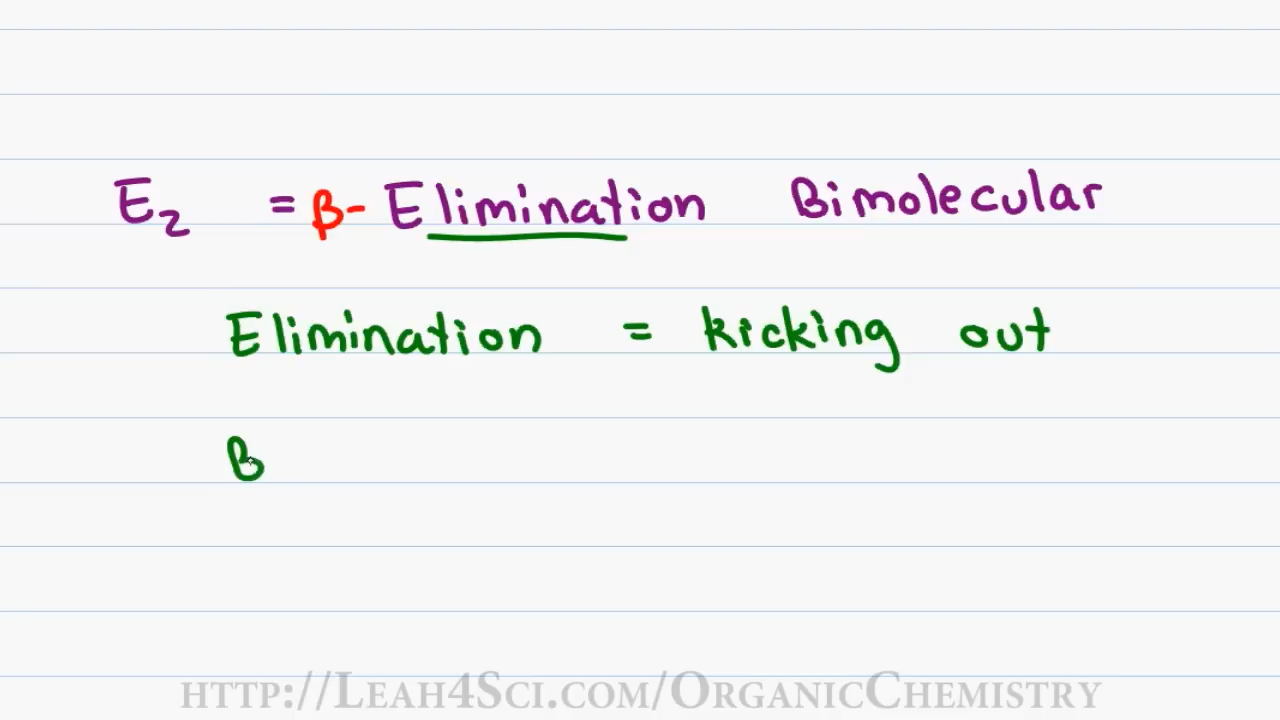 E₂ = β-Elimination Bimolecular
Elimination = kicking out
B
HTTP://LEAH4SCI.COM/ORGANICCHEMISTRY